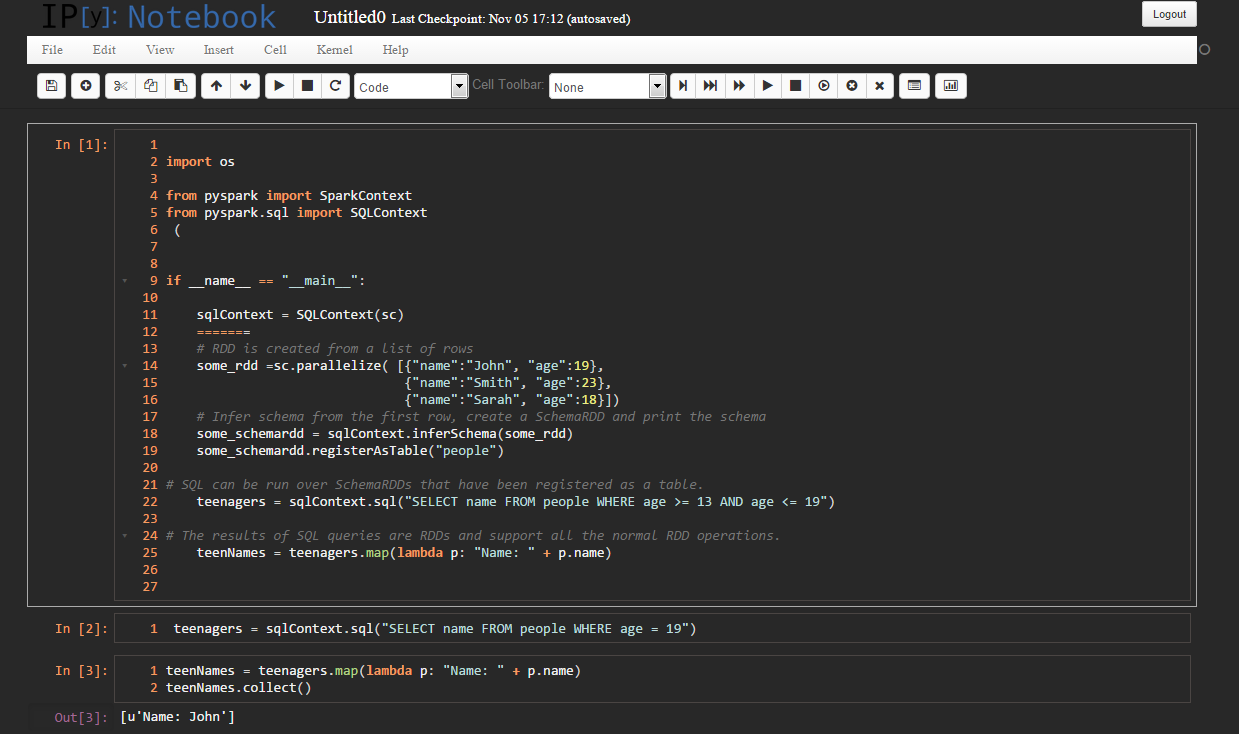 IP[y]: Notebook Untitled0 Last Checkpoint: Nov 05 17:12 (autosaved) Logout
File Edit View Insert Cell Kernel Help
Code Cell Toolbar: None
In [1]:
1
2 import os
3
4 from pyspark import SparkContext
5 from pyspark.sql import SQLContext
6 (
7
8
9 if __name__ == "__main__":
10
11 sqlContext = SQLContext(sc)
12 =======
13 # RDD is created from a list of rows
14 some_rdd =sc.parallelize( [{"name":"John", "age":19},
15 {"name":"Smith", "age":23},
16 {"name":"Sarah", "age":18}])
17 # Infer schema from the first row, create a SchemaRDD and print the schema
18 some_schemardd = sqlContext.inferSchema(some_rdd)
19 some_schemardd.registerAsTable("people")
20
21 # SQL can be run over SchemaRDDs that have been registered as a table.
22 teenagers = sqlContext.sql("SELECT name FROM people WHERE age >= 13 AND age <= 19")
23
24 # The results of SQL queries are RDDs and support all the normal RDD operations.
25 teenNames = teenagers.map(lambda p: "Name: " + p.name)
26
27
In [2]: 1 teenagers = sqlContext.sql("SELECT name FROM people WHERE age = 19")
In [3]: 1 teenNames = teenagers.map(lambda p: "Name: " + p.name)
2 teenNames.collect()
Out[3]: [u'Name: John']